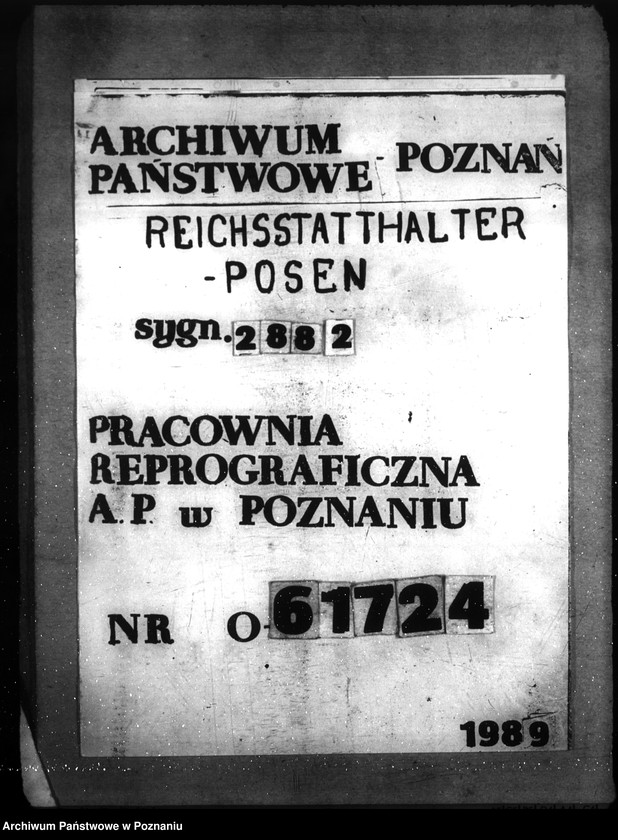 ARCHIWUM
PAŃSTWOWE - POZNAŃ
REICHSSTATTHALTER
-POSEN
sygn. 2882
PRACOWNIA
REPROGRAFICZNA
A. P. w POZNANIU
NR O-61724
1989
Archiwum Państwowe w Poznaniu